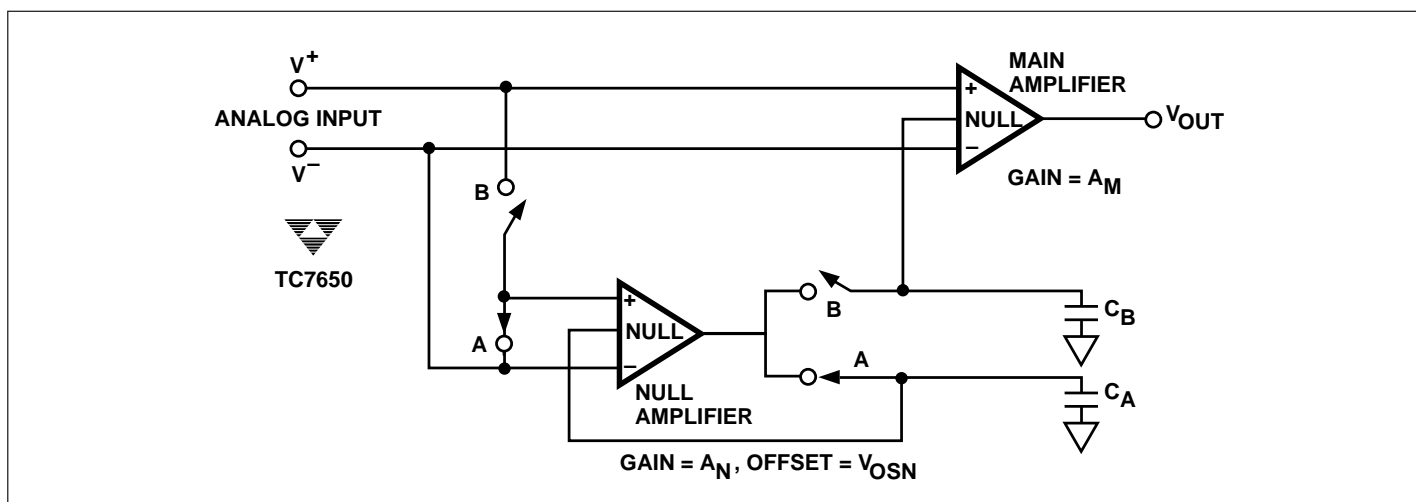 V+
ANALOG INPUT
V−
TC7650
B
A
+
NULL
−
MAIN
AMPLIFIER
VOUT
GAIN = AM
+
NULL
−
NULL
AMPLIFIER
B
A
CB
CA
GAIN = AN, OFFSET = VOSN